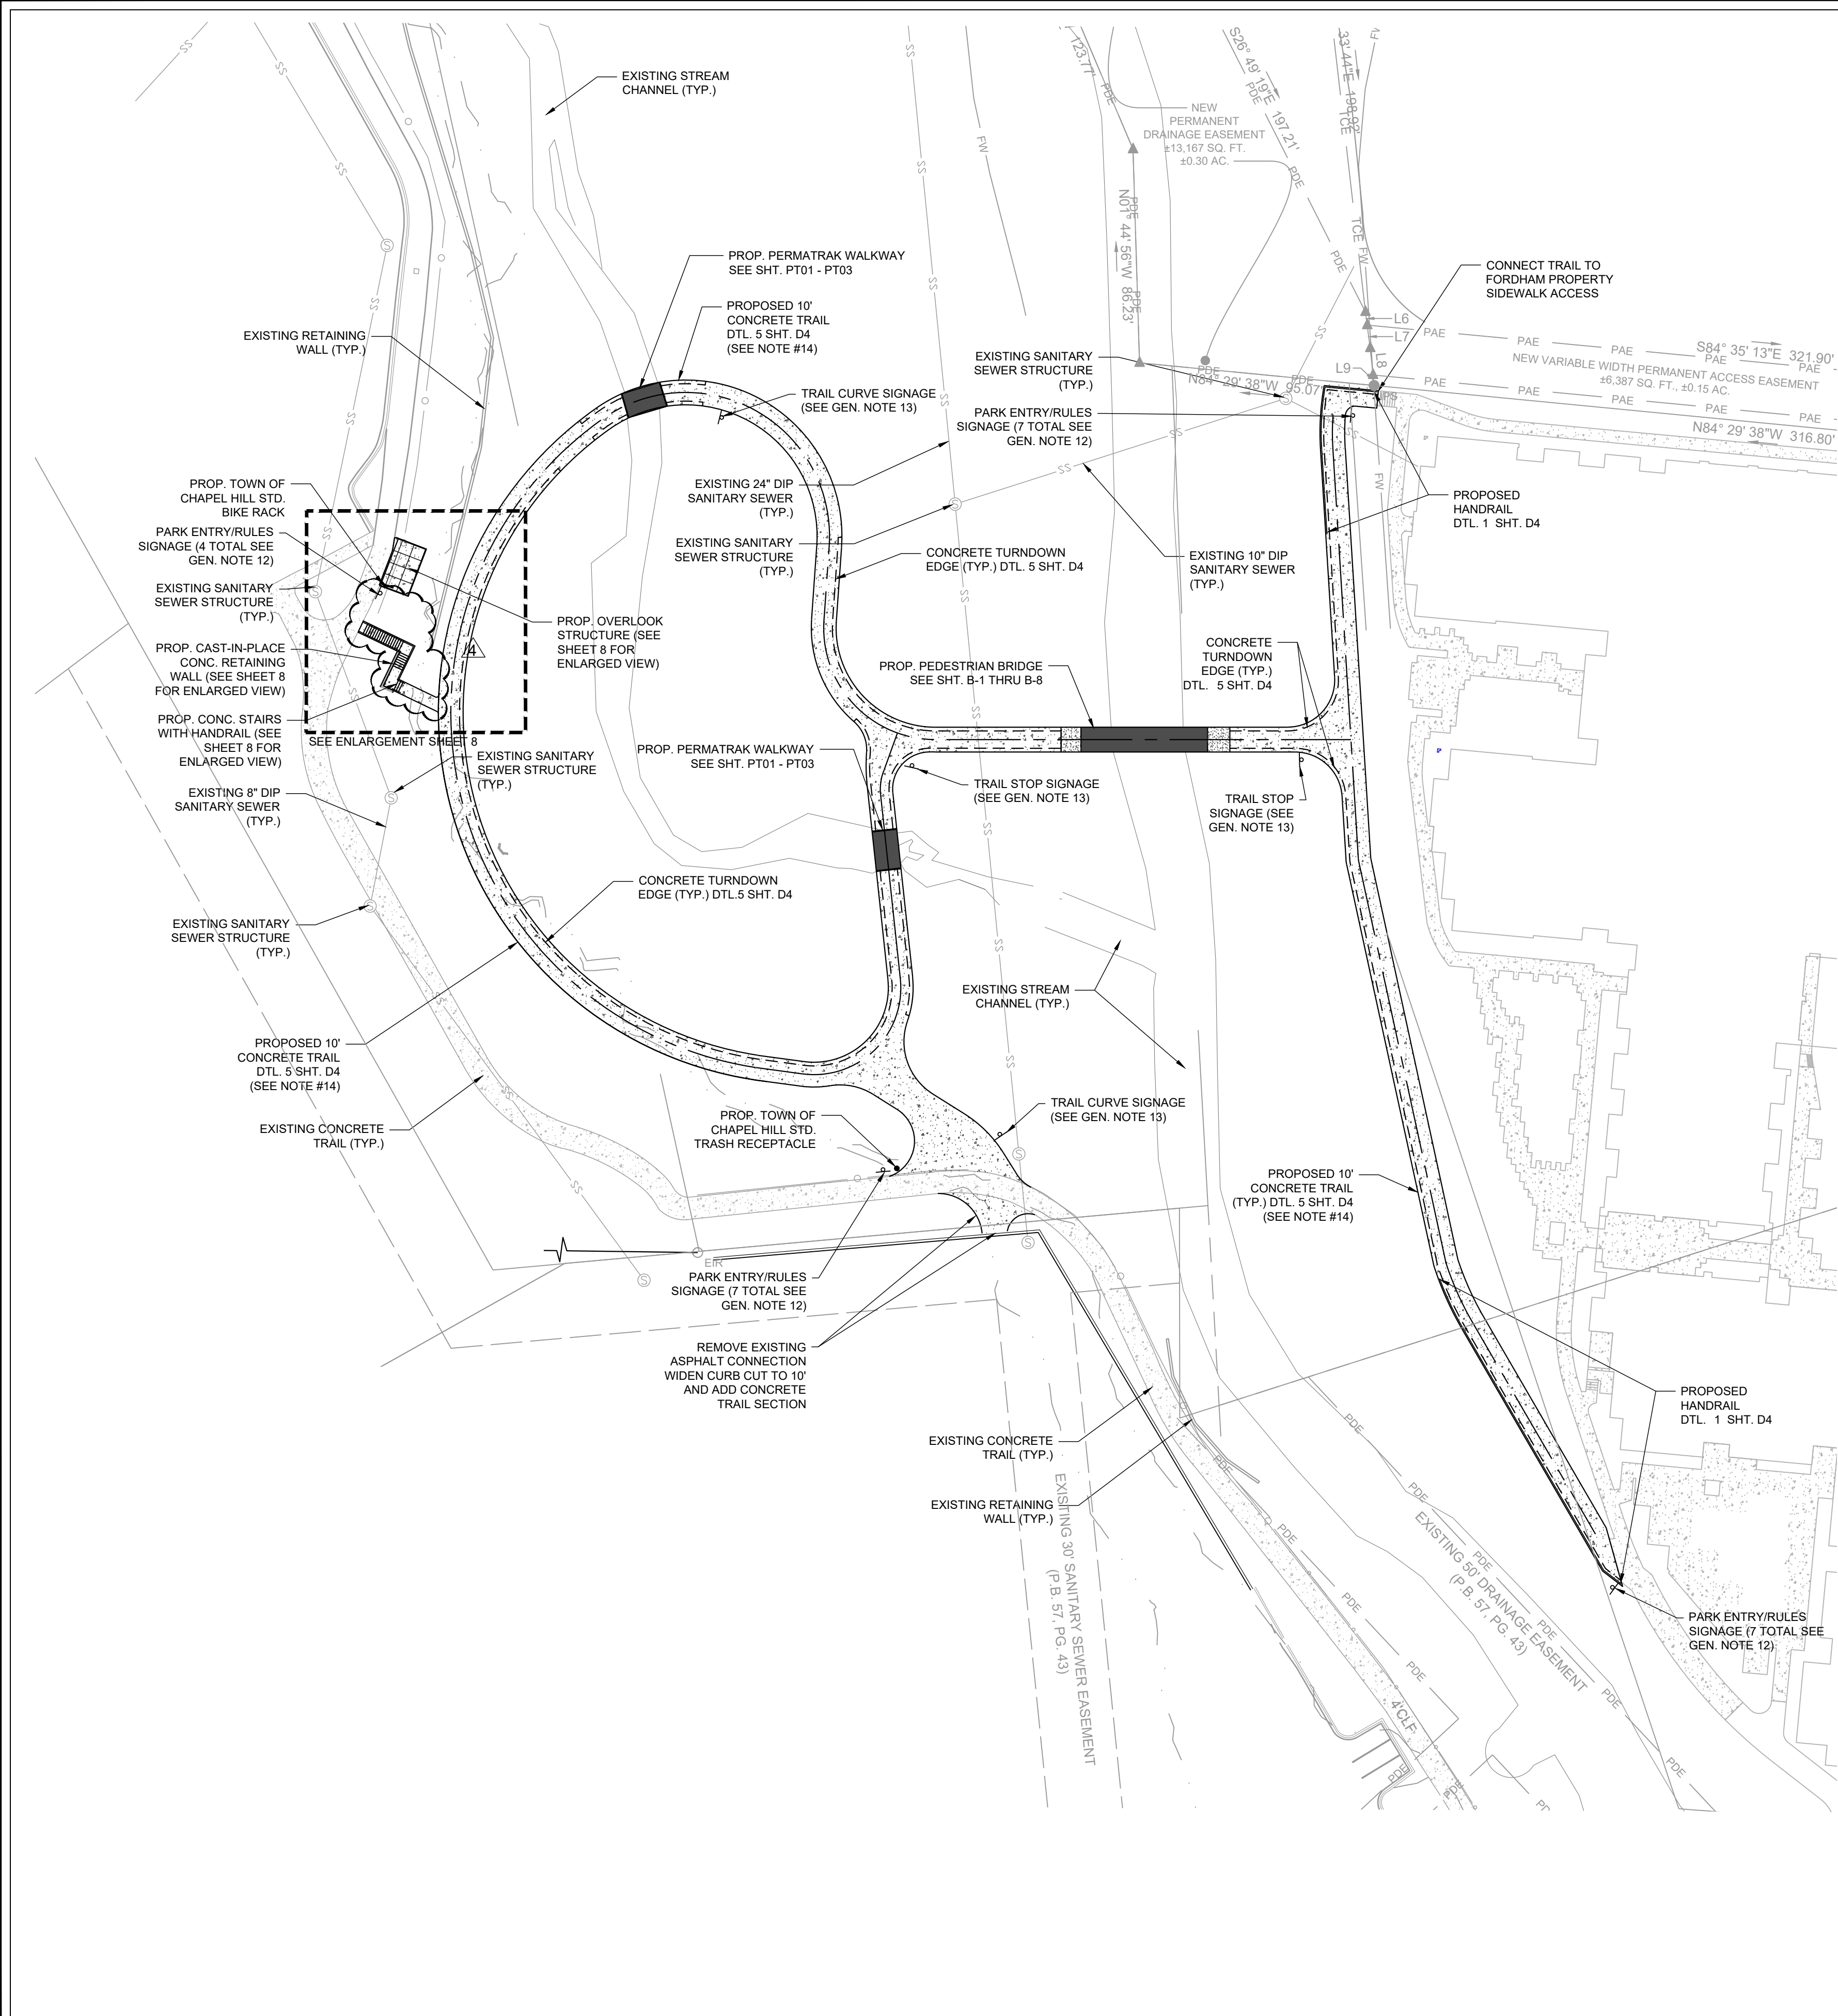 EXISTING STREAM
CHANNEL (TYP.)
123.77'
S26° 49' 19"E 197.21'
33' 44"E 198.92'
NEW
PERMANENT
DRAINAGE EASEMENT
±13,167 SQ. FT.
±0.30 AC.
N01° 44' 56"W 86.23'
PROP. PERMATRAK WALKWAY
SEE SHT. PT01 - PT03
PROPOSED 10'
CONCRETE TRAIL
DTL. 5 SHT. D4
(SEE NOTE #14)
EXISTING RETAINING
WALL (TYP.)
CONNECT TRAIL TO
FORDHAM PROPERTY
SIDEWALK ACCESS
L6
L7
L8
L9
S84° 35' 13"E 321.90'
NEW VARIABLE WIDTH PERMANENT ACCESS EASEMENT
±6,387 SQ. FT., ±0.15 AC.
N84° 29' 38"W 316.80'
N84° 29' 38"W 95.07'
EXISTING SANITARY
SEWER STRUCTURE
(TYP.)
TRAIL CURVE SIGNAGE
(SEE GEN. NOTE 13)
PARK ENTRY/RULES
SIGNAGE (7 TOTAL SEE
GEN. NOTE 12)
PROP. TOWN OF
CHAPEL HILL STD.
BIKE RACK
EXISTING 24" DIP
SANITARY SEWER
(TYP.)
PROPOSED
HANDRAIL
DTL. 1 SHT. D4
PARK ENTRY/RULES
SIGNAGE (4 TOTAL SEE
GEN. NOTE 12)
EXISTING SANITARY
SEWER STRUCTURE
(TYP.)
CONCRETE TURNDOWN
EDGE (TYP.) DTL. 5 SHT. D4
EXISTING 10" DIP
SANITARY SEWER
(TYP.)
EXISTING SANITARY
SEWER STRUCTURE
(TYP.)
PROP. OVERLOOK
STRUCTURE (SEE
SHEET 8 FOR
ENLARGED VIEW)
4
PROP. CAST-IN-PLACE
CONC. RETAINING
WALL (SEE SHEET 8
FOR ENLARGED VIEW)
PROP. PEDESTRIAN BRIDGE
SEE SHT. B-1 THRU B-8
CONCRETE
TURNDOWN
EDGE (TYP.)
DTL. 5 SHT. D4
PROP. CONC. STAIRS
WITH HANDRAIL (SEE
SHEET 8 FOR
ENLARGED VIEW)
SEE ENLARGEMENT SHEET 8
EXISTING SANITARY
SEWER STRUCTURE
(TYP.)
PROP. PERMATRAK WALKWAY
SEE SHT. PT01 - PT03
TRAIL STOP SIGNAGE
(SEE GEN. NOTE 13)
TRAIL STOP
SIGNAGE (SEE
GEN. NOTE 13)
EXISTING 8" DIP
SANITARY SEWER
(TYP.)
CONCRETE TURNDOWN
EDGE (TYP.) DTL.5 SHT. D4
EXISTING SANITARY
SEWER STRUCTURE
(TYP.)
EXISTING STREAM
CHANNEL (TYP.)
PROPOSED 10'
CONCRETE TRAIL
DTL. 5 SHT. D4
(SEE NOTE #14)
EXISTING CONCRETE
TRAIL (TYP.)
PROP. TOWN OF
CHAPEL HILL STD.
TRASH RECEPTACLE
TRAIL CURVE SIGNAGE
(SEE GEN. NOTE 13)
PROPOSED 10'
CONCRETE TRAIL
(TYP.) DTL. 5 SHT. D4
(SEE NOTE #14)
EIR
PARK ENTRY/RULES
SIGNAGE (7 TOTAL SEE
GEN. NOTE 12)
REMOVE EXISTING
ASPHALT CONNECTION
WIDEN CURB CUT TO 10'
AND ADD CONCRETE
TRAIL SECTION
PROPOSED
HANDRAIL
DTL. 1 SHT. D4
EXISTING CONCRETE
TRAIL (TYP.)
EXISTING RETAINING
WALL (TYP.)
EXISTING 30' SANITARY SEWER EASEMENT
(P.B. 57, PG. 43)
EXISTING 50' DRAINAGE EASEMENT
(P.B. 57, PG. 43)
PARK ENTRY/RULES
SIGNAGE (7 TOTAL SEE
GEN. NOTE 12)
4'CLF